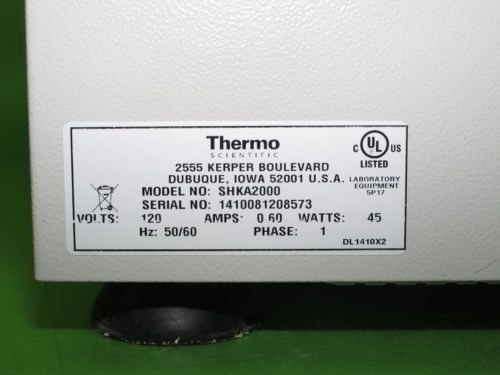 Thermo
SCIENTIFIC
2555 KERPER BOULEVARD
DUBUQUE, IOWA 52001 U.S.A.
MODEL NO: SHKA2000
SERIAL NO: 1410081208573
VOLTS: 120 AMPS: 0.60 WATTS: 45
Hz: 50/60 PHASE: 1
C UL US
LISTED
LABORATORY
EQUIPMENT
5P17
DL1410X2